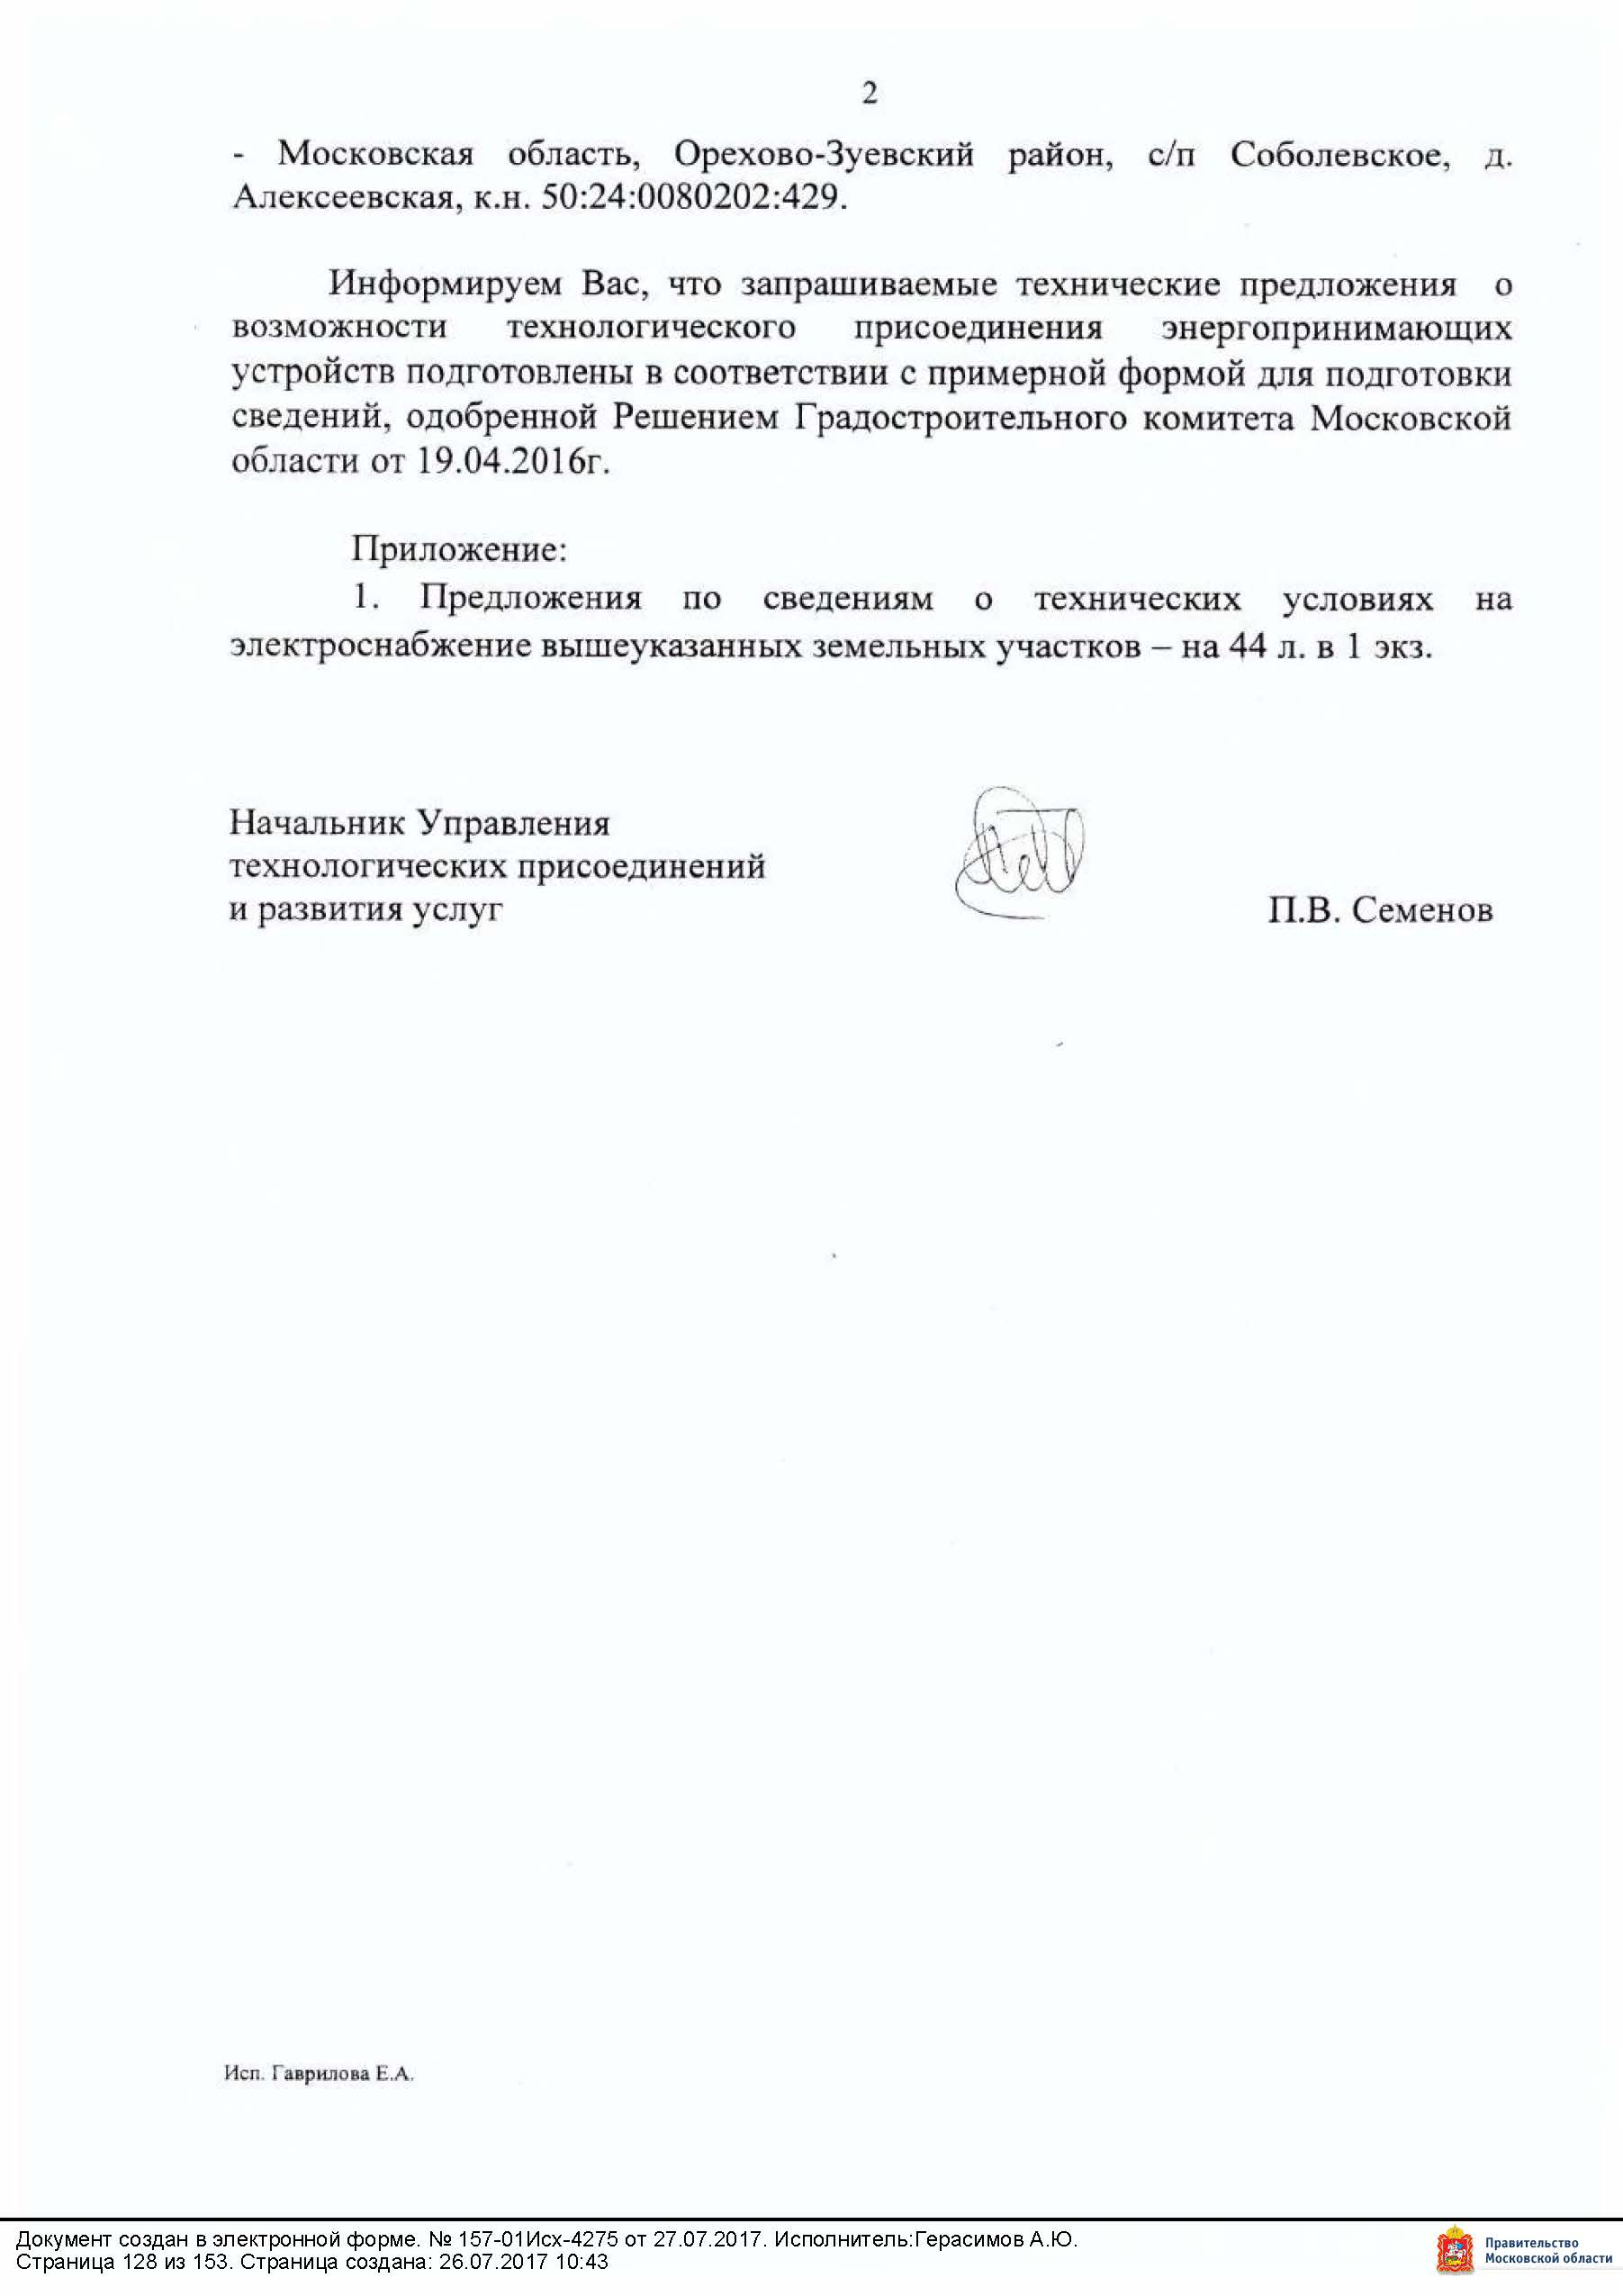 2
- Московская область, Орехово-Зуевский район, с/п Соболевское, д.
Алексеевская, к.н. 50:24:0080202:429.
Информируем Вас, что запрашиваемые технические предложения о
возможности технологического присоединения энергопринимающих
устройств подготовлены в соответствии с примерной формой для подготовки
сведений, одобренной Решением Градостроительного комитета Московской
области от 19.04.2016г.
Приложение:
1. Предложения по сведениям о технических условиях на
электроснабжение вышеуказанных земельных участков – на 44 л. в 1 экз.
Начальник Управления
технологических присоединений
и развития услуг
П.В. Семенов
Исп. Гаврилова Е.А.
Документ создан в электронной форме. № 157-01Исх-4275 от 27.07.2017. Исполнитель:Герасимов А.Ю.
Страница 128 из 153. Страница создана: 26.07.2017 10:43
Правительство
Московской области